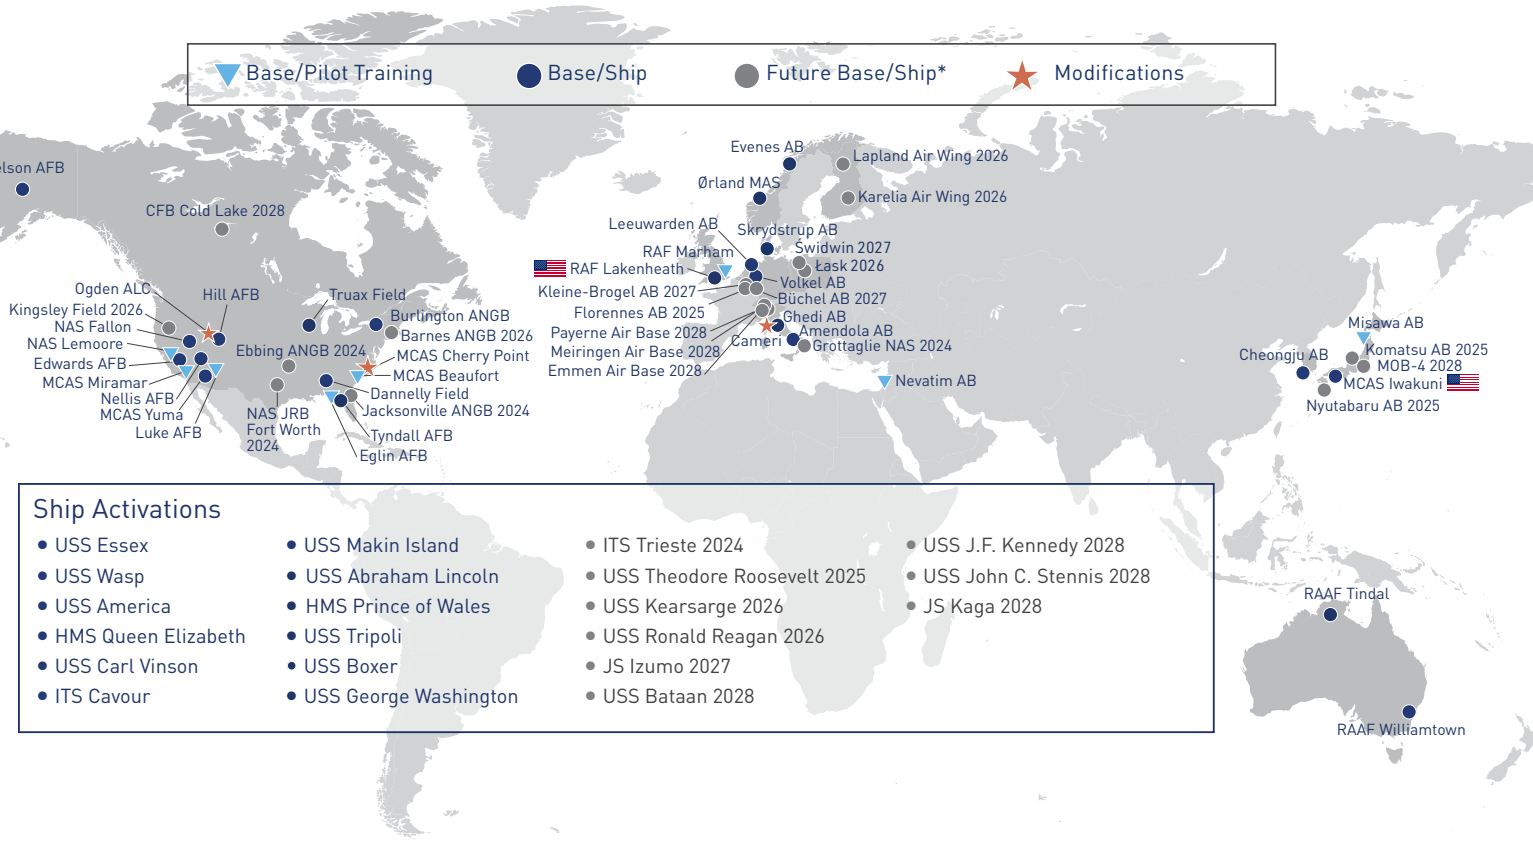 Base/Pilot Training
Base/Ship
Future Base/Ship*
Modifications
elson AFB
CFB Cold Lake 2028
Ogden ALC
Hill AFB
Truax Field
Kingsley Field 2026
NAS Fallon
NAS Lemoore
Edwards AFB
MCAS Miramar
Nellis AFB
MCAS Yuma
Luke AFB
Burlington ANGB
Barnes ANGB 2026
Ebbing ANGB 2024
MCAS Cherry Point
MCAS Beaufort
Dannelly Field
Jacksonville ANGB 2024
NAS JRB
Fort Worth
2024
Tyndall AFB
Eglin AFB
Evenes AB
Lapland Air Wing 2026
Ørland MAS
Karelia Air Wing 2026
Leeuwarden AB
Skrydstrup AB
RAF Marham
Świdwin 2027
RAF Lakenheath
Łask 2026
Volkel AB
Kleine-Brogel AB 2027
Büchel AB 2027
Florennes AB 2025
Ghedi AB
Payerne Air Base 2028
Amendola AB
Cameri
Meiringen Air Base 2028
Grottaglie NAS 2024
Emmen Air Base 2028
Nevatim AB
Misawa AB
Cheongju AB
Komatsu AB 2025
MOB-4 2028
MCAS Iwakuni
Nyutabaru AB 2025
RAAF Tindal
RAAF Williamtown
Ship Activations
USS Essex
USS Wasp
USS America
HMS Queen Elizabeth
USS Carl Vinson
ITS Cavour
USS Makin Island
USS Abraham Lincoln
HMS Prince of Wales
USS Tripoli
USS Boxer
USS George Washington
ITS Trieste 2024
USS Theodore Roosevelt 2025
USS Kearsarge 2026
USS Ronald Reagan 2026
JS Izumo 2027
USS Bataan 2028
USS J.F. Kennedy 2028
USS John C. Stennis 2028
JS Kaga 2028